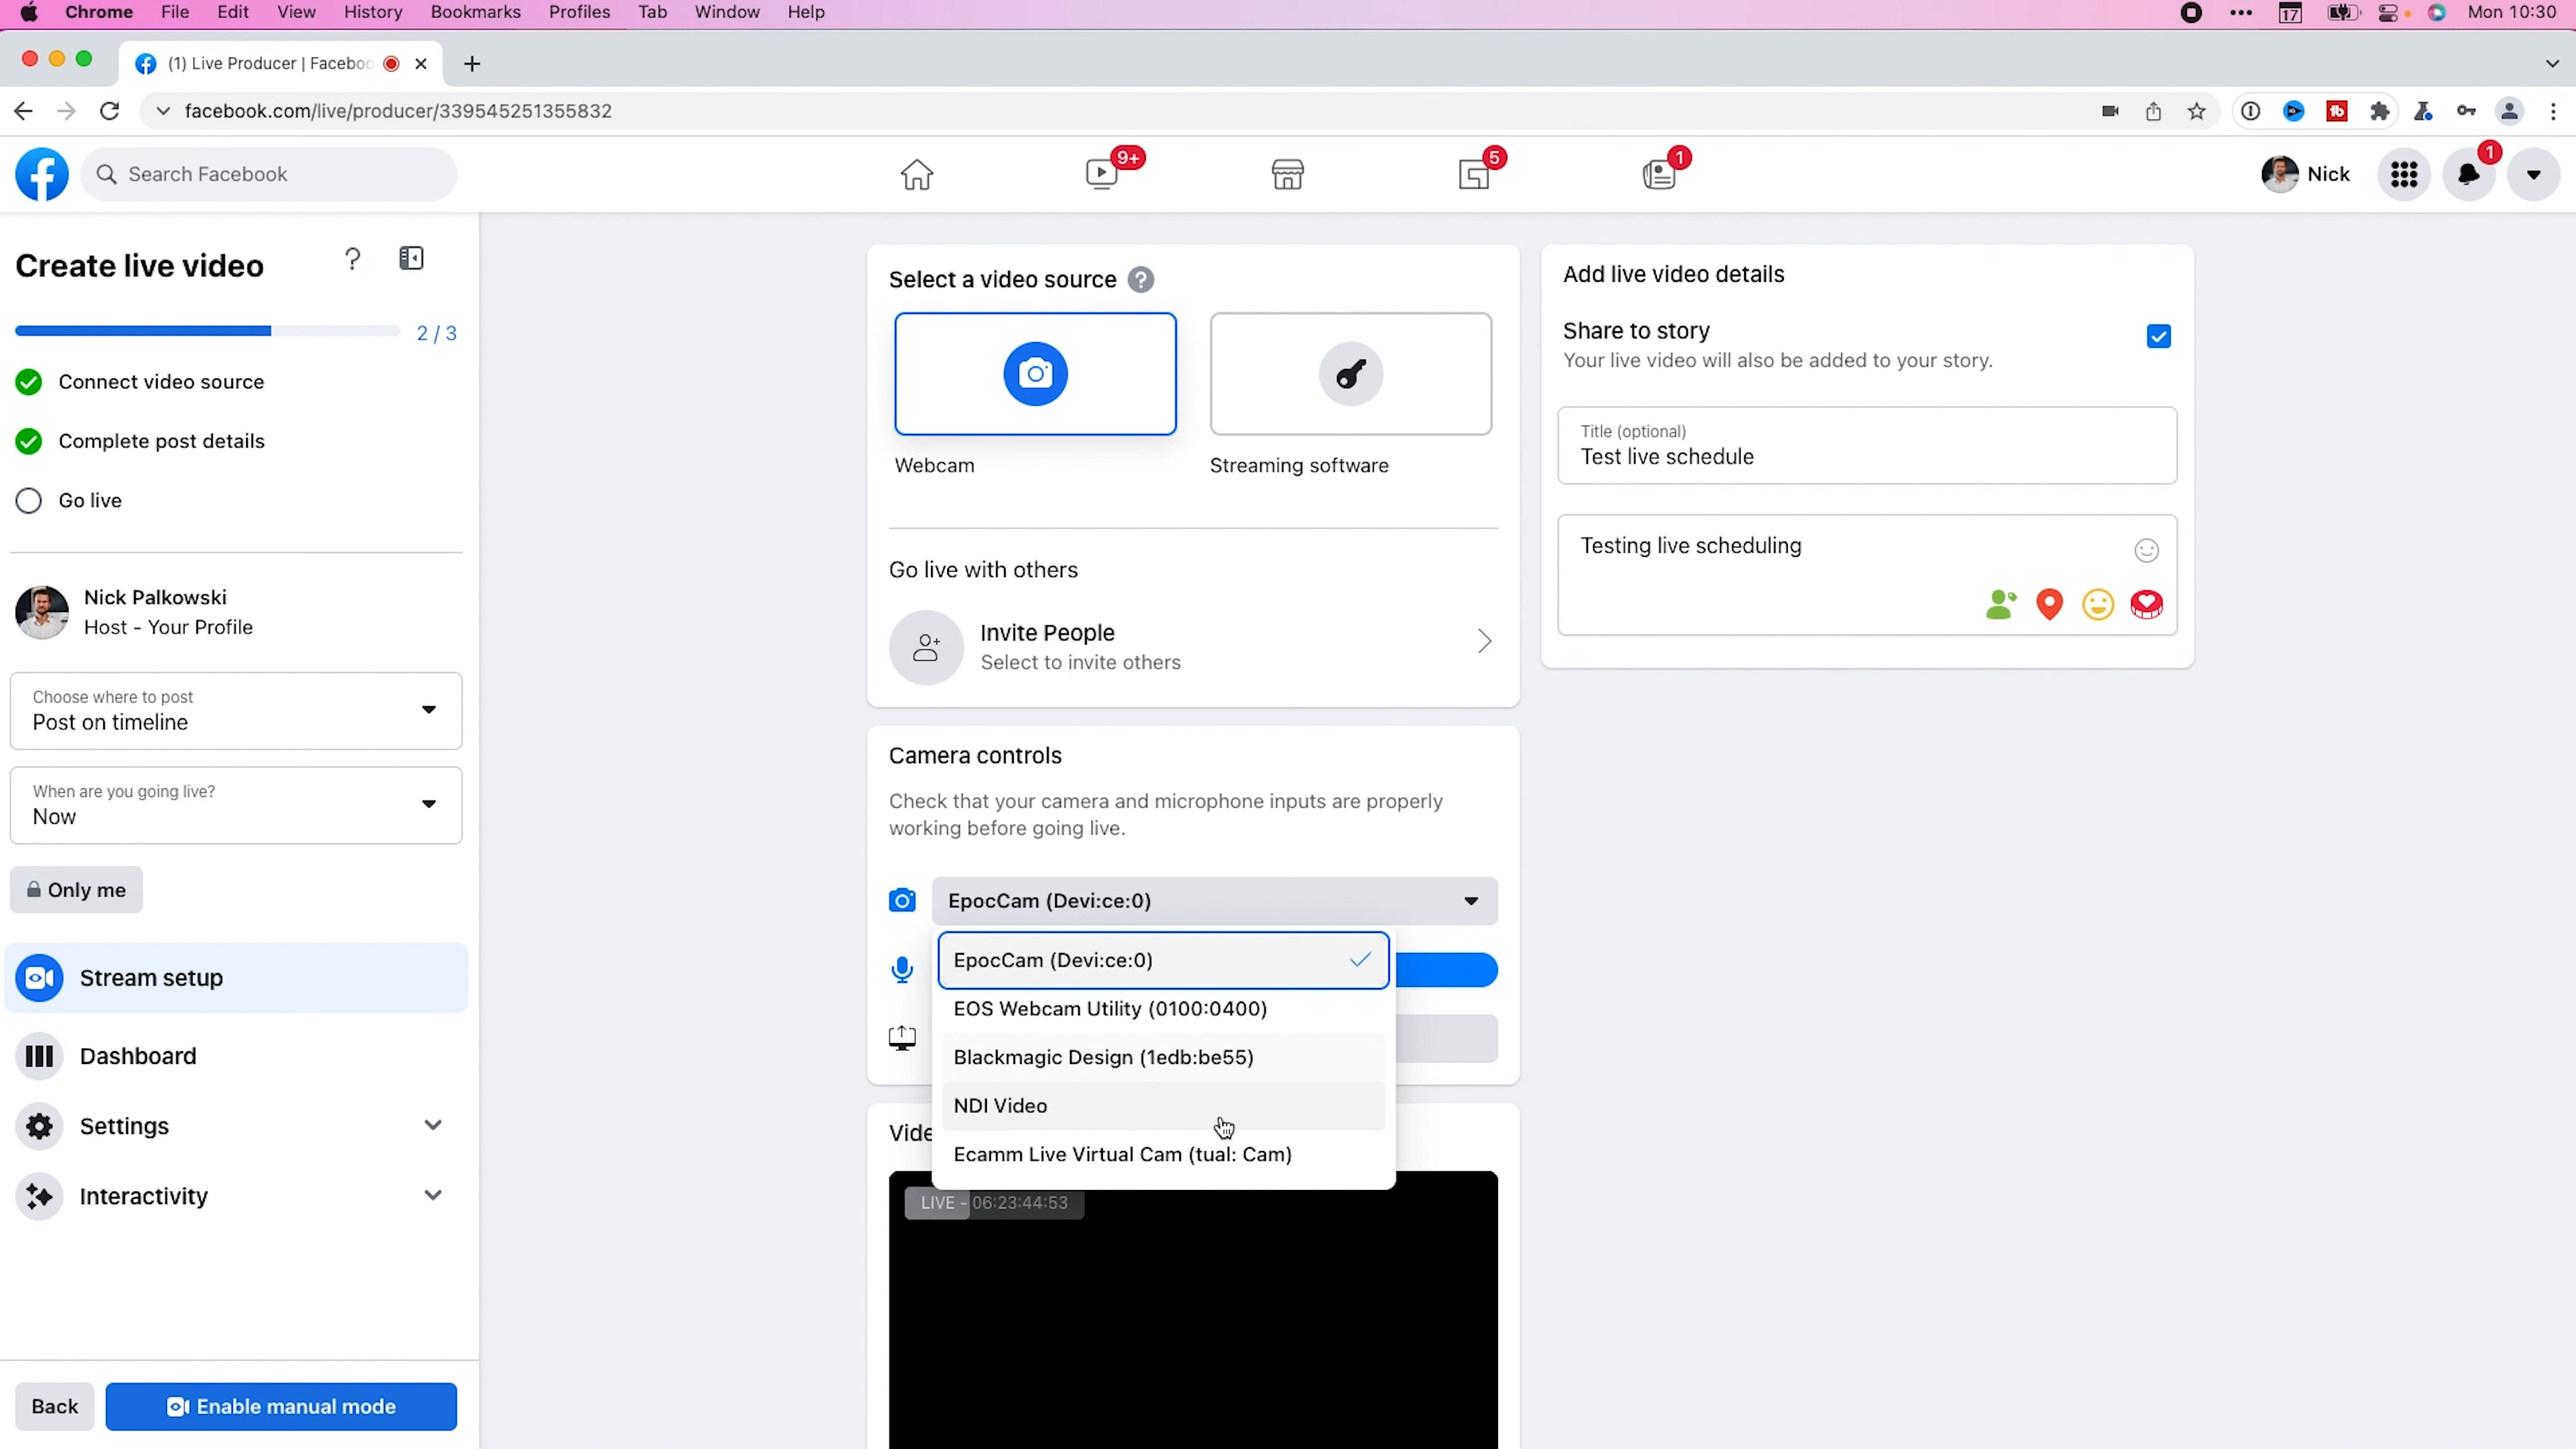 Chrome File Edit View History Bookmarks Profiles Tab Window Help
17 Mon 10:30
(1) Live Producer | Faceboo
facebook.com/live/producer/339545251355832
Search Facebook
9+
5
1
Nick
1
Create live video
2 / 3
Connect video source
Complete post details
Go live
Nick Palkowski
Host - Your Profile
Choose where to post
Post on timeline
When are you going live?
Now
Only me
Stream setup
Dashboard
Settings
Interactivity
Back
Enable manual mode
Select a video source ?
Webcam
Streaming software
Go live with others
Invite People
Select to invite others
Camera controls
Check that your camera and microphone inputs are properly
working before going live.
EpocCam (Devi:ce:0)
EpocCam (Devi:ce:0)
EOS Webcam Utility (0100:0400)
Blackmagic Design (1edb:be55)
NDI Video
Ecamm Live Virtual Cam (tual: Cam)
Vide
LIVE - 06:23:44:53
Add live video details
Share to story
Your live video will also be added to your story.
Title (optional)
Test live schedule
Testing live scheduling